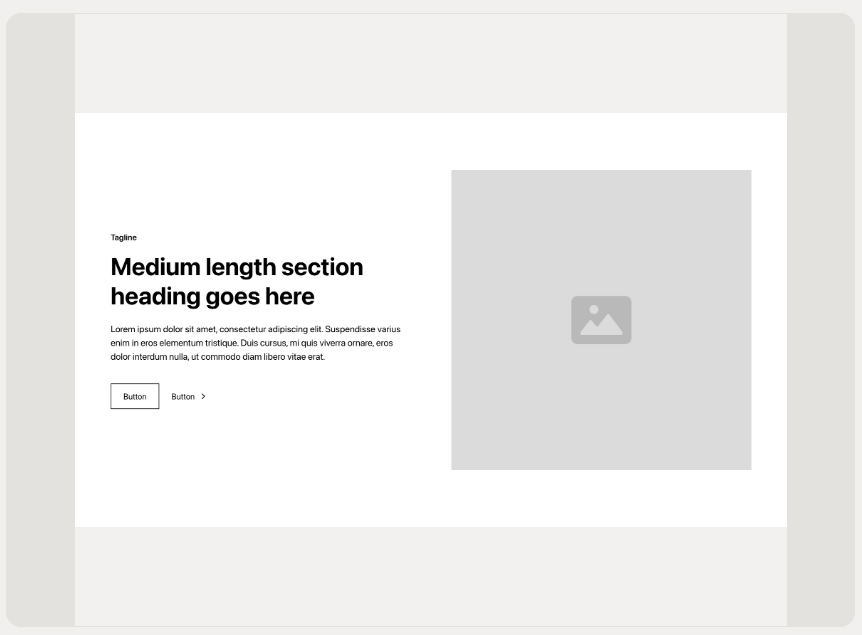 Tagline
Medium length section
heading goes here
Lorem ipsum dolor sit amet, consectetur adipiscing elit. Suspendisse varius
enim in eros elementum tristique. Duis cursus, mi quis viverra ornare, eros
dolor interdum nulla, ut commodo diam libero vitae erat.
Button
Button